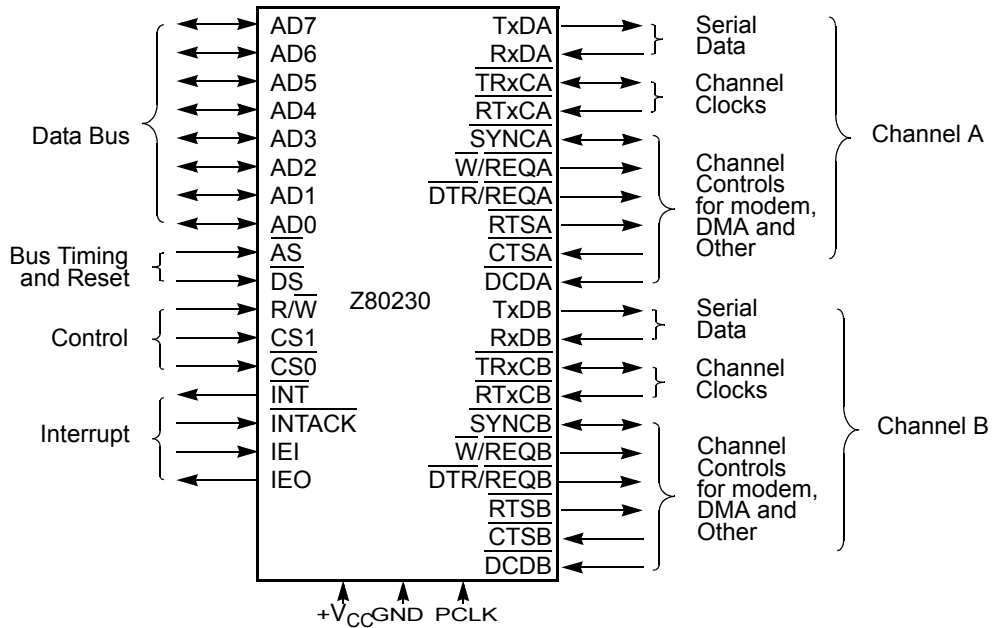 Data Bus
Bus Timing
and Reset
Control
Interrupt
AD7
AD6
AD5
AD4
AD3
AD2
AD1
AD0
AS
DS
R/W
CS1
CS0
INT
INTACK
IEI
IEO
Z80230
TxDA
RxDA
TRxCA
RTxCA
SYNCA
W/REQA
DTR/REQA
RTSA
CTSA
DCDA
TxDB
RxDB
TRxCB
RTxCB
SYNCB
W/REQB
DTR/REQB
RTSB
CTSB
DCDB
Serial
Data
Channel
Clocks
Channel
Controls
for modem,
DMA and
Other
Channel A
Serial
Data
Channel
Clocks
Channel
Controls
for modem,
DMA and
Other
Channel B
+VCC GND PCLK